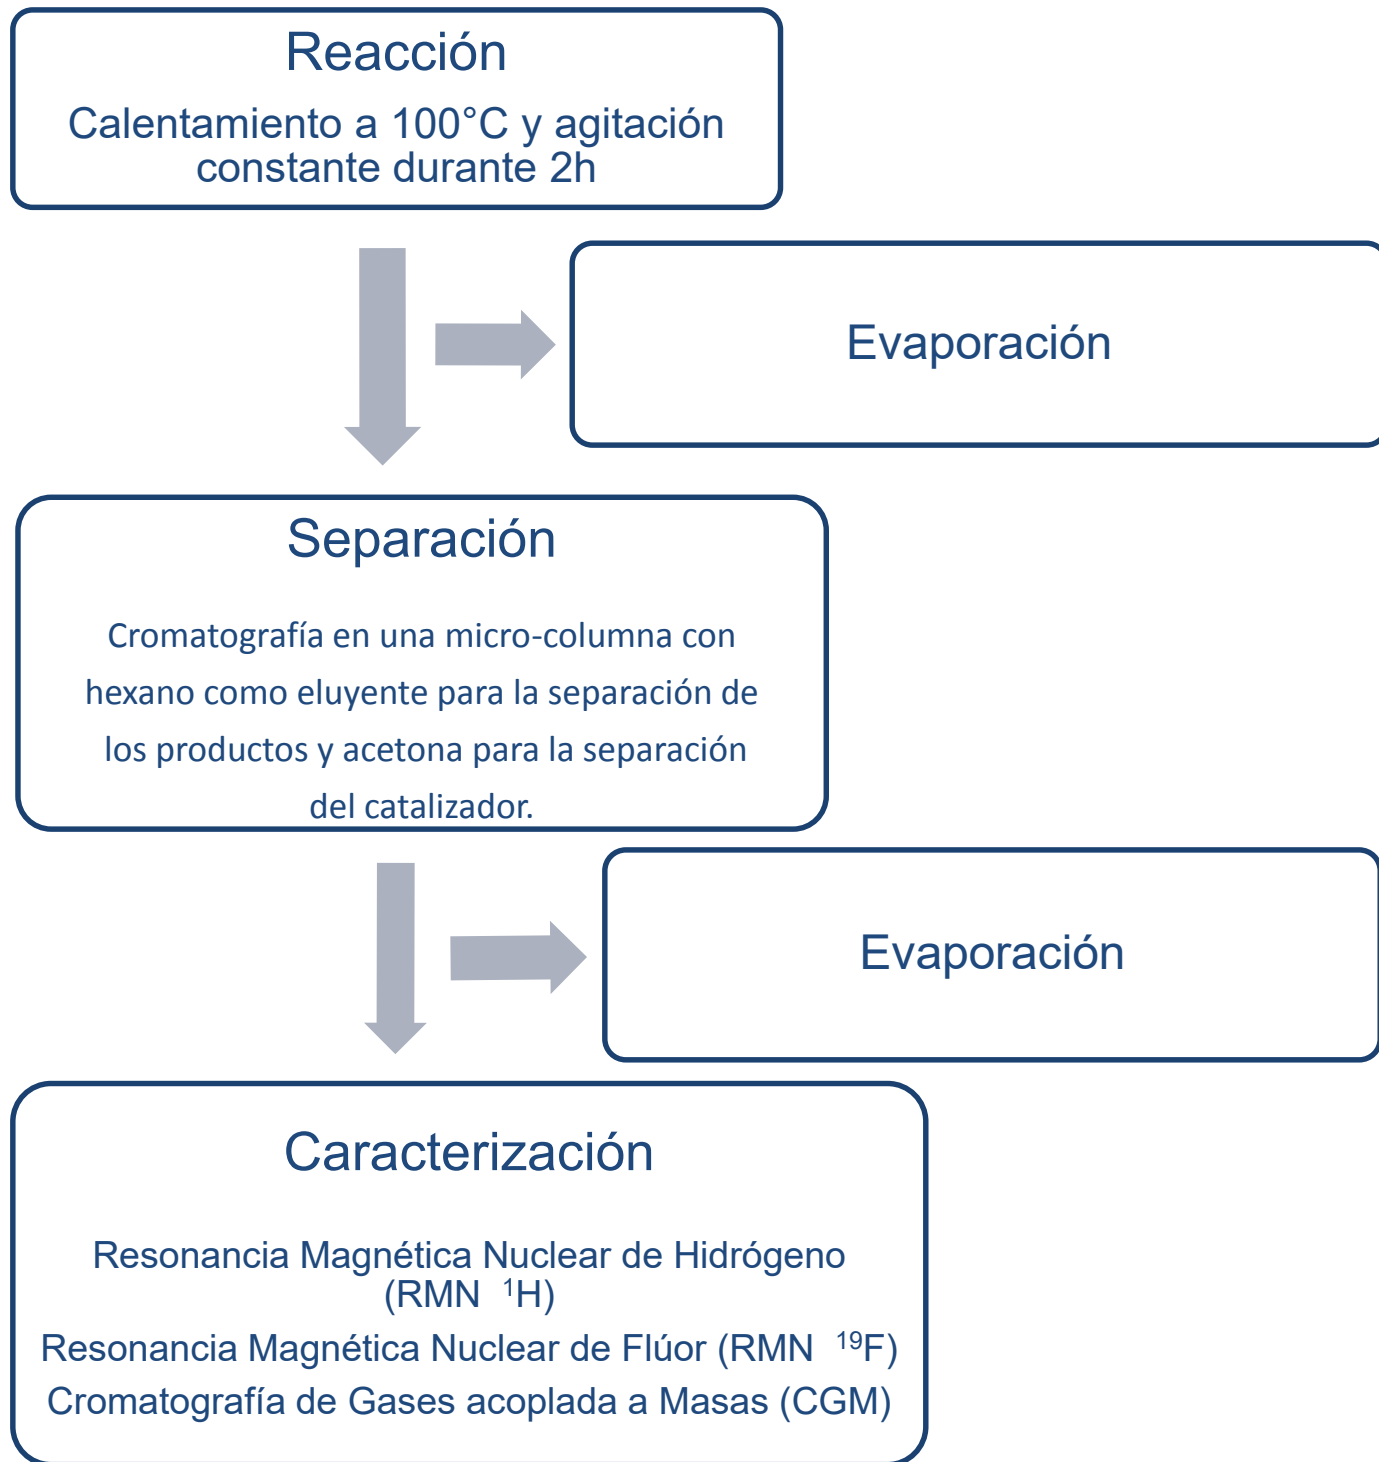 Reacción
Calentamiento a 100°C y agitación
constante durante 2h
Evaporación
Separación
Cromatografía en una micro-columna con
hexano como eluyente para la separación de
los productos y acetona para la separación
del catalizador.
Evaporación
Caracterización
Resonancia Magnética Nuclear de Hidrógeno
(RMN ¹H)
Resonancia Magnética Nuclear de Flúor (RMN ¹⁹F)
Cromatografía de Gases acoplada a Masas (CGM)